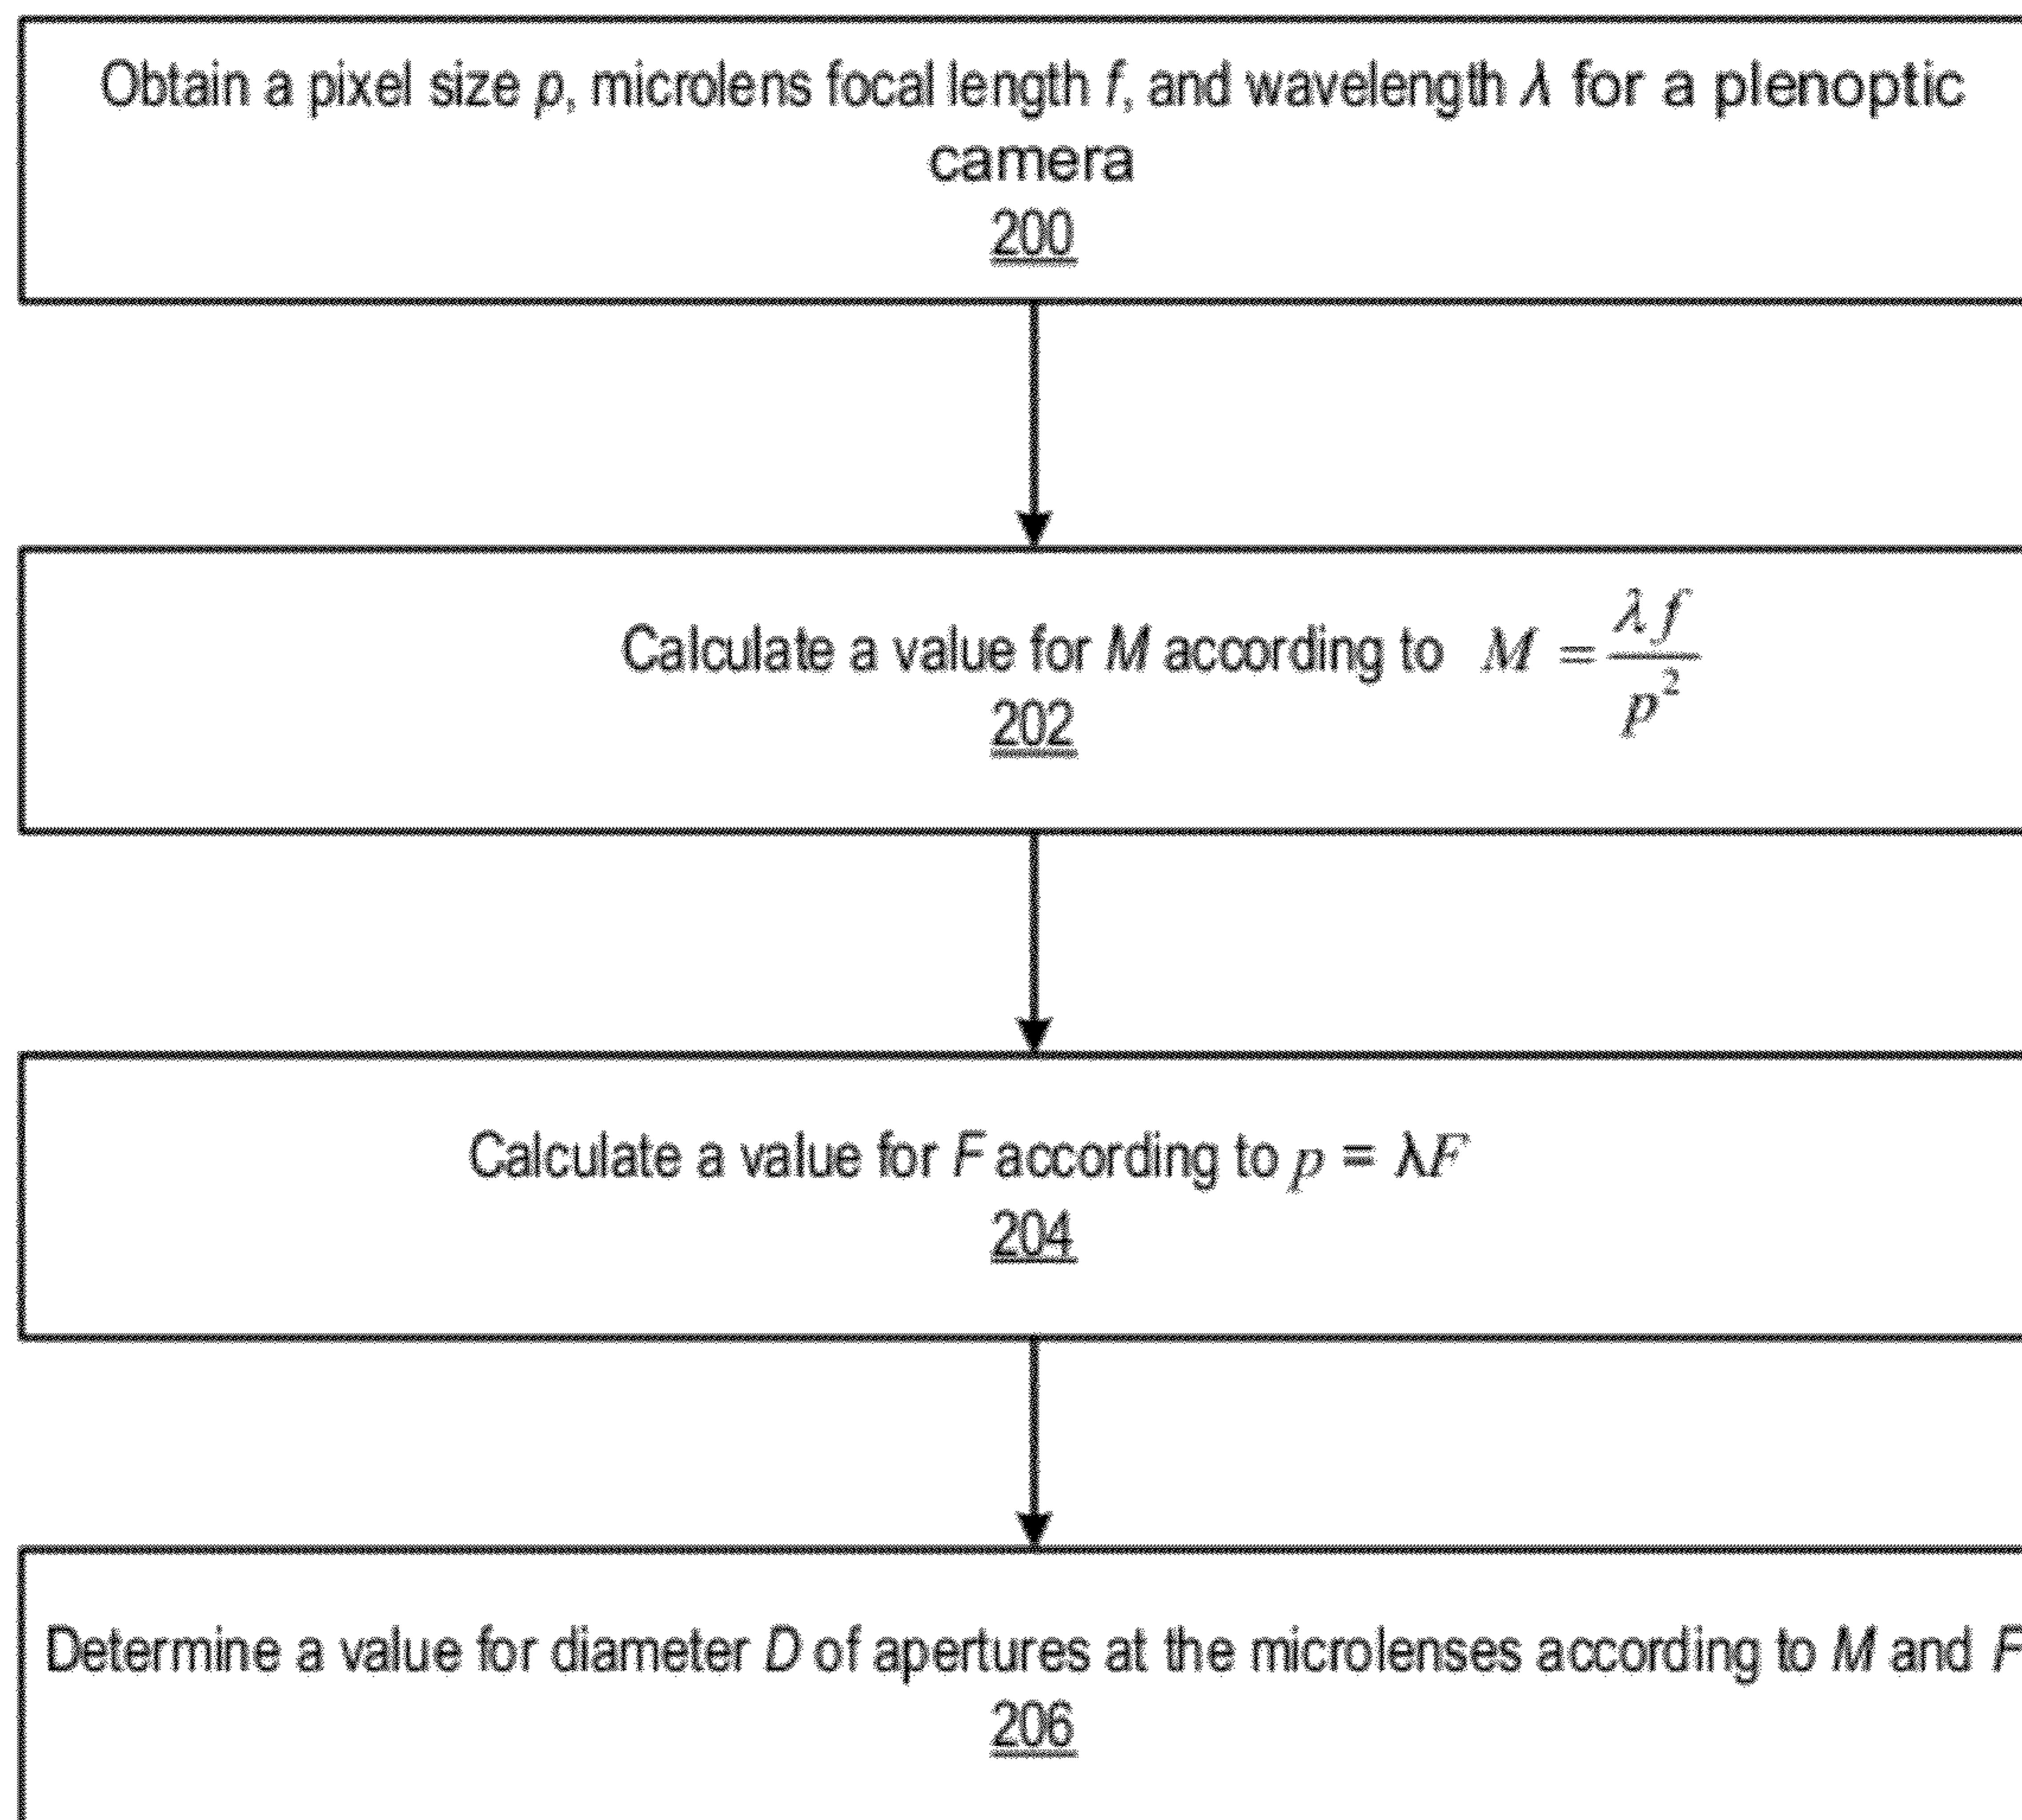 Obtain a pixel size p, microlens focal length f, and wavelength λ for a plenoptic
camera
200
Calculate a value for M according to M = λ f / p²
202
Calculate a value for F according to p = λF
204
Determine a value for diameter D of apertures at the microlenses according to M and F
206